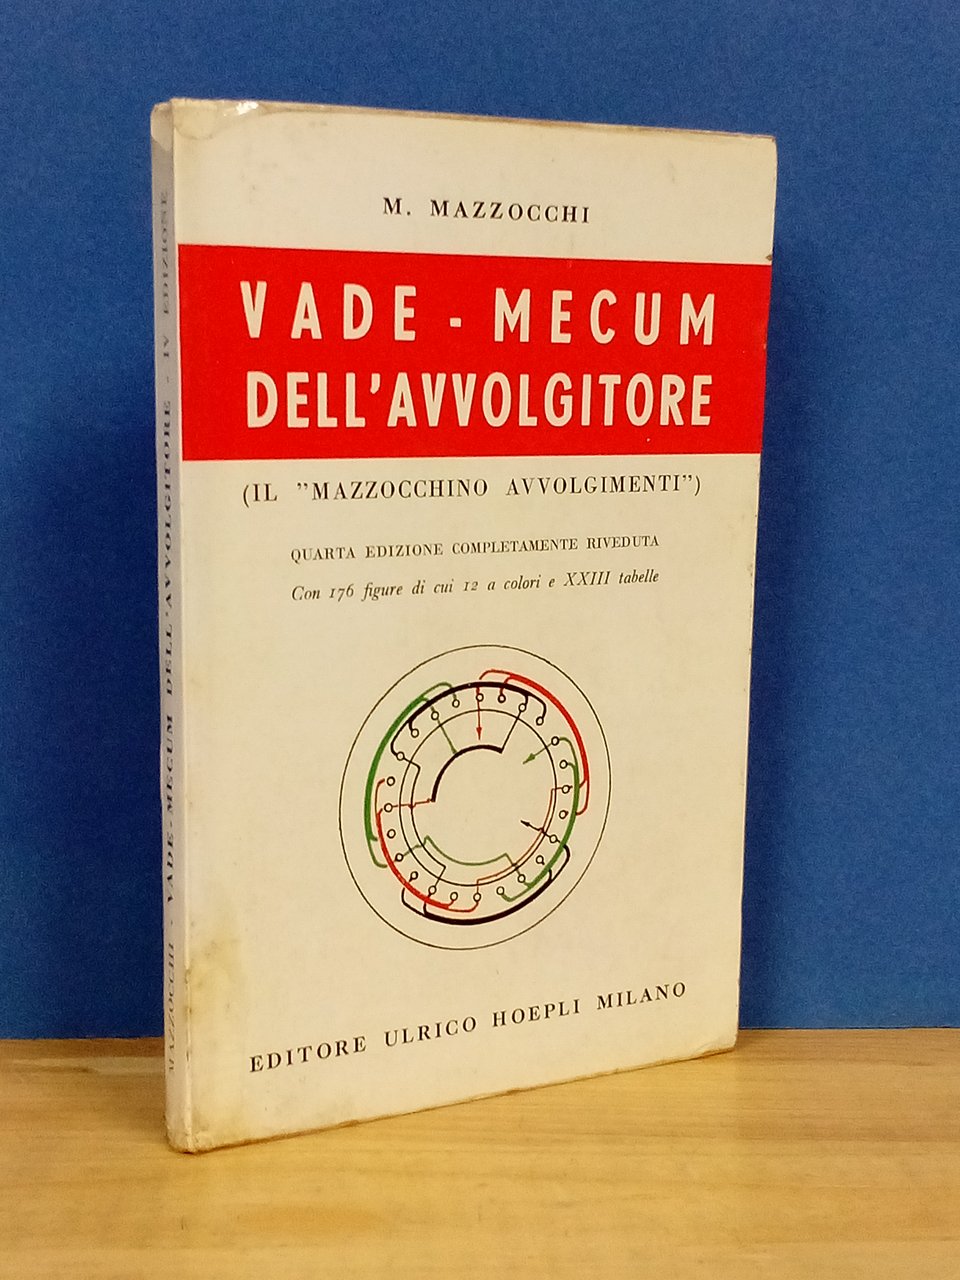 M. MAZZOCCHI
VADE - MECUM
DELL'AVVOLGITORE
(IL "MAZZOCCHINO AVVOLGIMENTI")
QUARTA EDIZIONE COMPLETAMENTE RIVEDUTA
Con 176 figure di cui 12 a colori e XXIII tabelle
EDITORE ULRICO HOEPLI MILANO
MAZZOCCHI - VADE-MECUM DELL'AVVOLGITORE - IV EDIZIONE